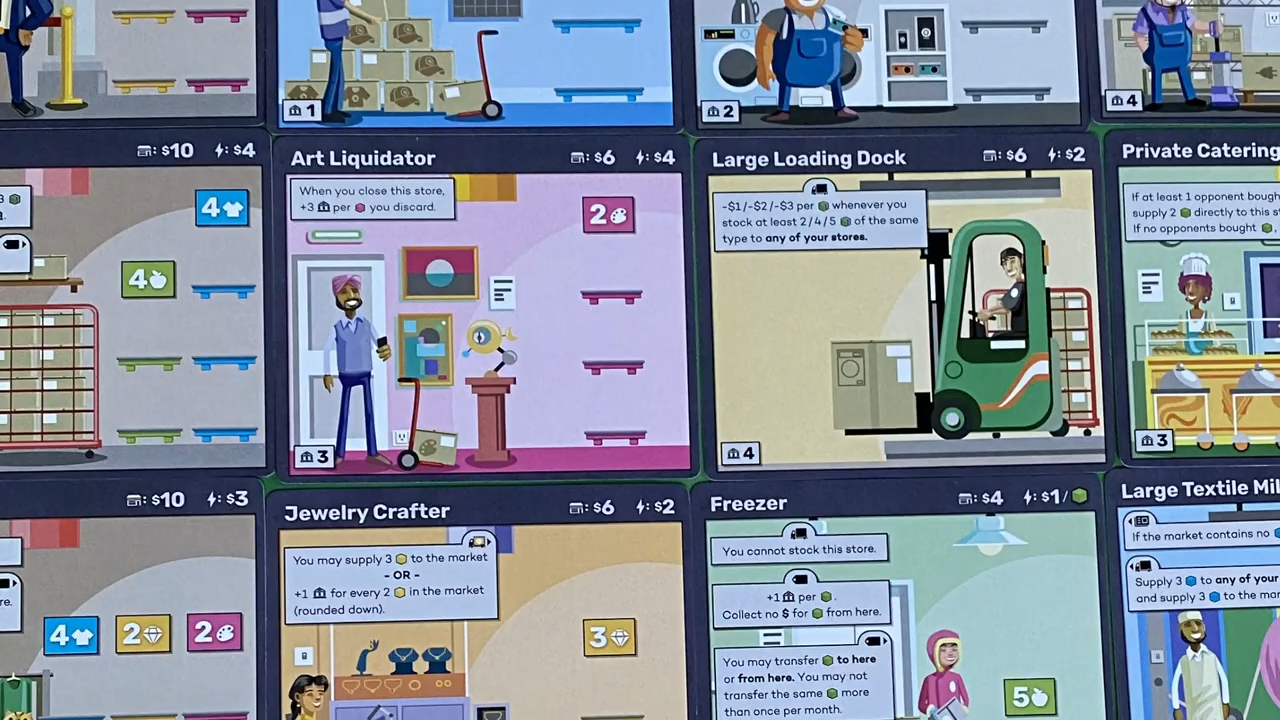 1
2
4
: $10 : $4
3
.
4
4
Art Liquidator
: $6 : $4
When you close this store,
+3 per you discard.
2
3
Large Loading Dock
: $6 : $2
-$1/-$2/-$3 per whenever you
stock at least 2/4/5 of the same
type to any of your stores.
4
Private Catering
If at least 1 opponent bough
supply 2 directly to this s
If no opponents bought ,
3
: $10 : $3
re.
4
2
2
Jewelry Crafter
: $6 : $2
You may supply 3 to the market
- OR -
+1 for every 2 in the market
(rounded down).
3
Freezer
: $4 : $1/
You cannot stock this store.
+1 per .
Collect no $ for from here.
You may transfer to here
or from here. You may not
transfer the same more
than once per month.
5
Large Textile Mil
If the market contains no
Supply 3 to any of your
and supply 3 to the mar